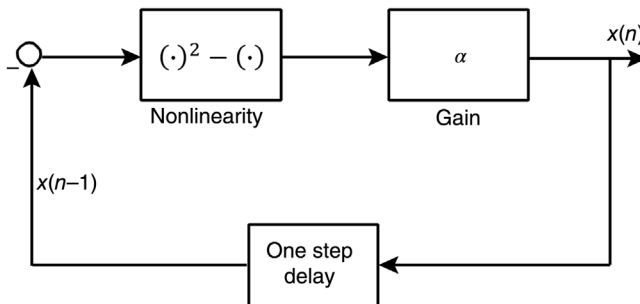 x(n)
–
(·)² − (·)
α
Nonlinearity
Gain
x(n–1)
One step
delay